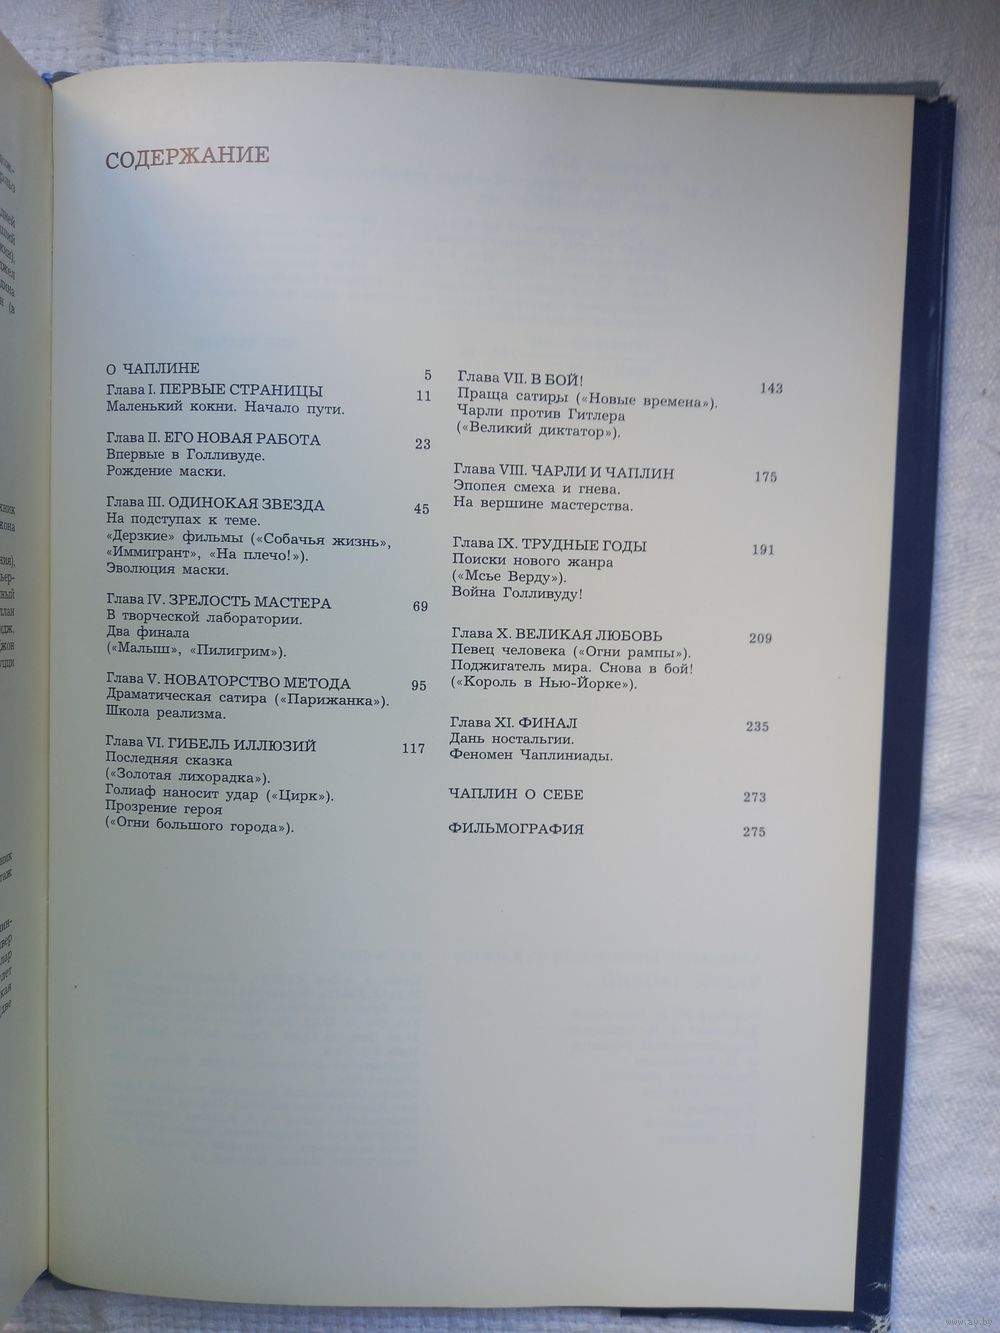 СОДЕРЖАНИЕ
О ЧАПЛИНЕ 5
Глава I. ПЕРВЫЕ СТРАНИЦЫ 11
Маленький кокни. Начало пути.
Глава II. ЕГО НОВАЯ РАБОТА 23
Впервые в Голливуде.
Рождение маски.
Глава III. ОДИНОКАЯ ЗВЕЗДА 45
На подступах к теме.
«Дерзкие» фильмы («Собачья жизнь»,
«Иммигрант», «На плечо!»).
Эволюция маски.
Глава IV. ЗРЕЛОСТЬ МАСТЕРА 69
В творческой лаборатории.
Два финала
(«Малыш», «Пилигрим»).
Глава V. НОВАТОРСТВО МЕТОДА 95
Драматическая сатира («Парижанка»).
Школа реализма.
Глава VI. ГИБЕЛЬ ИЛЛЮЗИЙ 117
Последняя сказка
(«Золотая лихорадка»).
Голиаф наносит удар («Цирк»).
Прозрение героя
(«Огни большого города»).
Глава VII. В БОЙ! 143
Праща сатиры («Новые времена»).
Чарли против Гитлера
(«Великий диктатор»).
Глава VIII. ЧАРЛИ И ЧАПЛИН 175
Эпопея смеха и гнева.
На вершине мастерства.
Глава IX. ТРУДНЫЕ ГОДЫ 191
Поиски нового жанра
(«Мсье Верду»).
Война Голливуду!
Глава X. ВЕЛИКАЯ ЛЮБОВЬ 209
Певец человека («Огни рампы»).
Поджигатель мира. Снова в бой!
(«Король в Нью-Йорке»).
Глава XI. ФИНАЛ 235
Дань ностальгии.
Феномен Чаплиниады.
ЧАПЛИН О СЕБЕ 273
ФИЛЬМОГРАФИЯ 275
www.ay.by